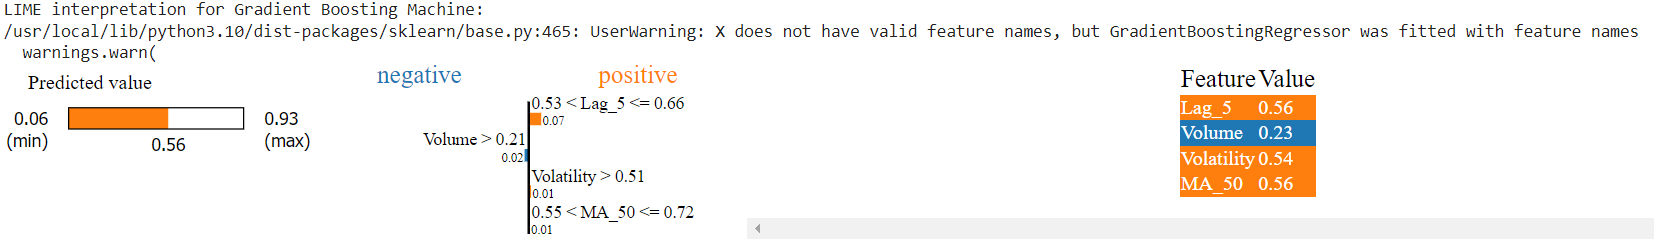 LIME interpretation for Gradient Boosting Machine:
/usr/local/lib/python3.10/dist-packages/sklearn/base.py:465: UserWarning: X does not have valid feature names, but GradientBoostingRegressor was fitted with feature names
  warnings.warn(
Predicted value
0.06
(min)
0.56
0.93
(max)
negative
positive
0.53 < Lag_5 <= 0.66
0.07
Volume > 0.21
0.02
Volatility > 0.51
0.01
0.55 < MA_50 <= 0.72
0.01
Feature Value
Lag_5 0.56
Volume 0.23
Volatility 0.54
MA_50 0.56